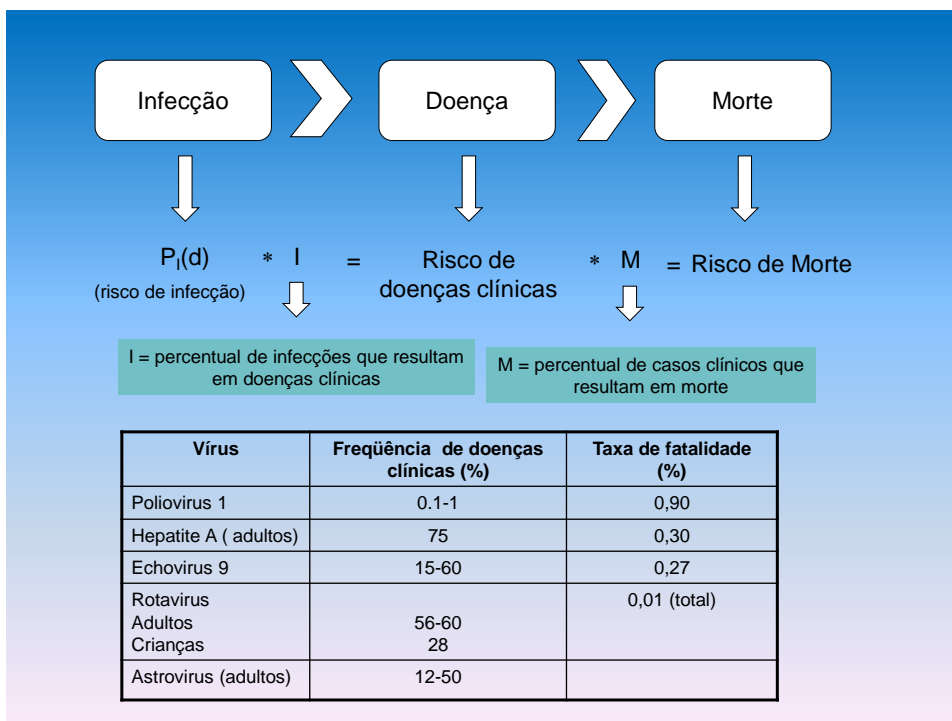 Infecção Doença Morte
P_I(d) * I = Risco de doenças clínicas * M = Risco de Morte
(risco de infecção)
I = percentual de infecções que resultam
em doenças clínicas
M = percentual de casos clínicos que
resultam em morte
Vírus Freqüência de doenças clínicas (%) Taxa de fatalidade (%)
Poliovirus 1 0.1-1 0,90
Hepatite A ( adultos) 75 0,30
Echovirus 9 15-60 0,27
Rotavirus 0,01 (total)
Adultos 56-60
Crianças 28
Astrovirus (adultos) 12-50